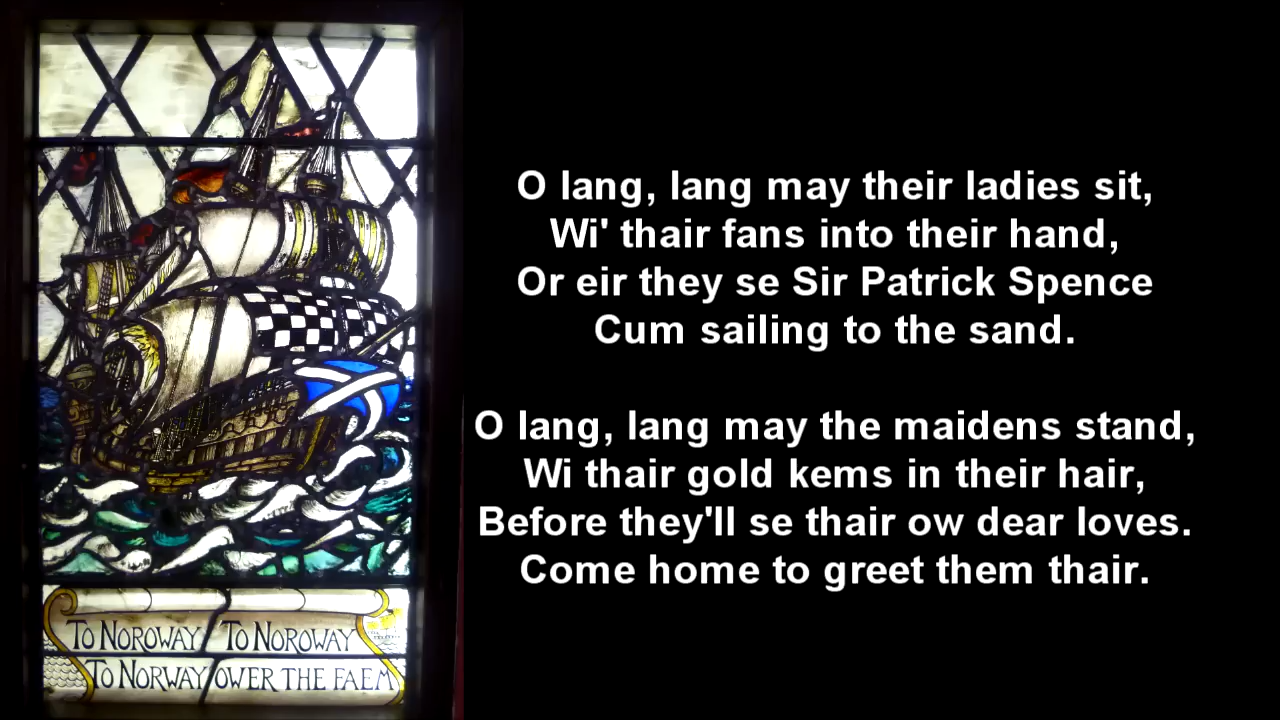 O lang, lang may their ladies sit,
Wi' thair fans into their hand,
Or eir they se Sir Patrick Spence
Cum sailing to the sand.
O lang, lang may the maidens stand,
Wi thair gold kems in their hair,
Before they'll se thair ow dear loves.
Come home to greet them thair.
To Noroway To Noroway
To Norway ower the faem